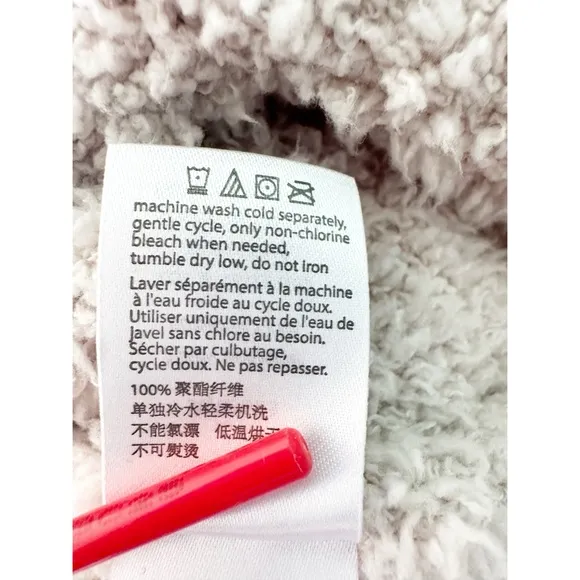 machine wash cold separately,
gentle cycle, only non-chlorine
bleach when needed,
tumble dry low, do not iron
Laver séparément à la machine
à l'eau froide au cycle doux.
Utiliser uniquement de l'eau de
javel sans chlore au besoin.
Sécher par culbutage,
cycle doux. Ne pas repasser.
100% 聚酯纤维
单独冷水轻柔机洗
不能氯漂 低温烘干
不可熨烫